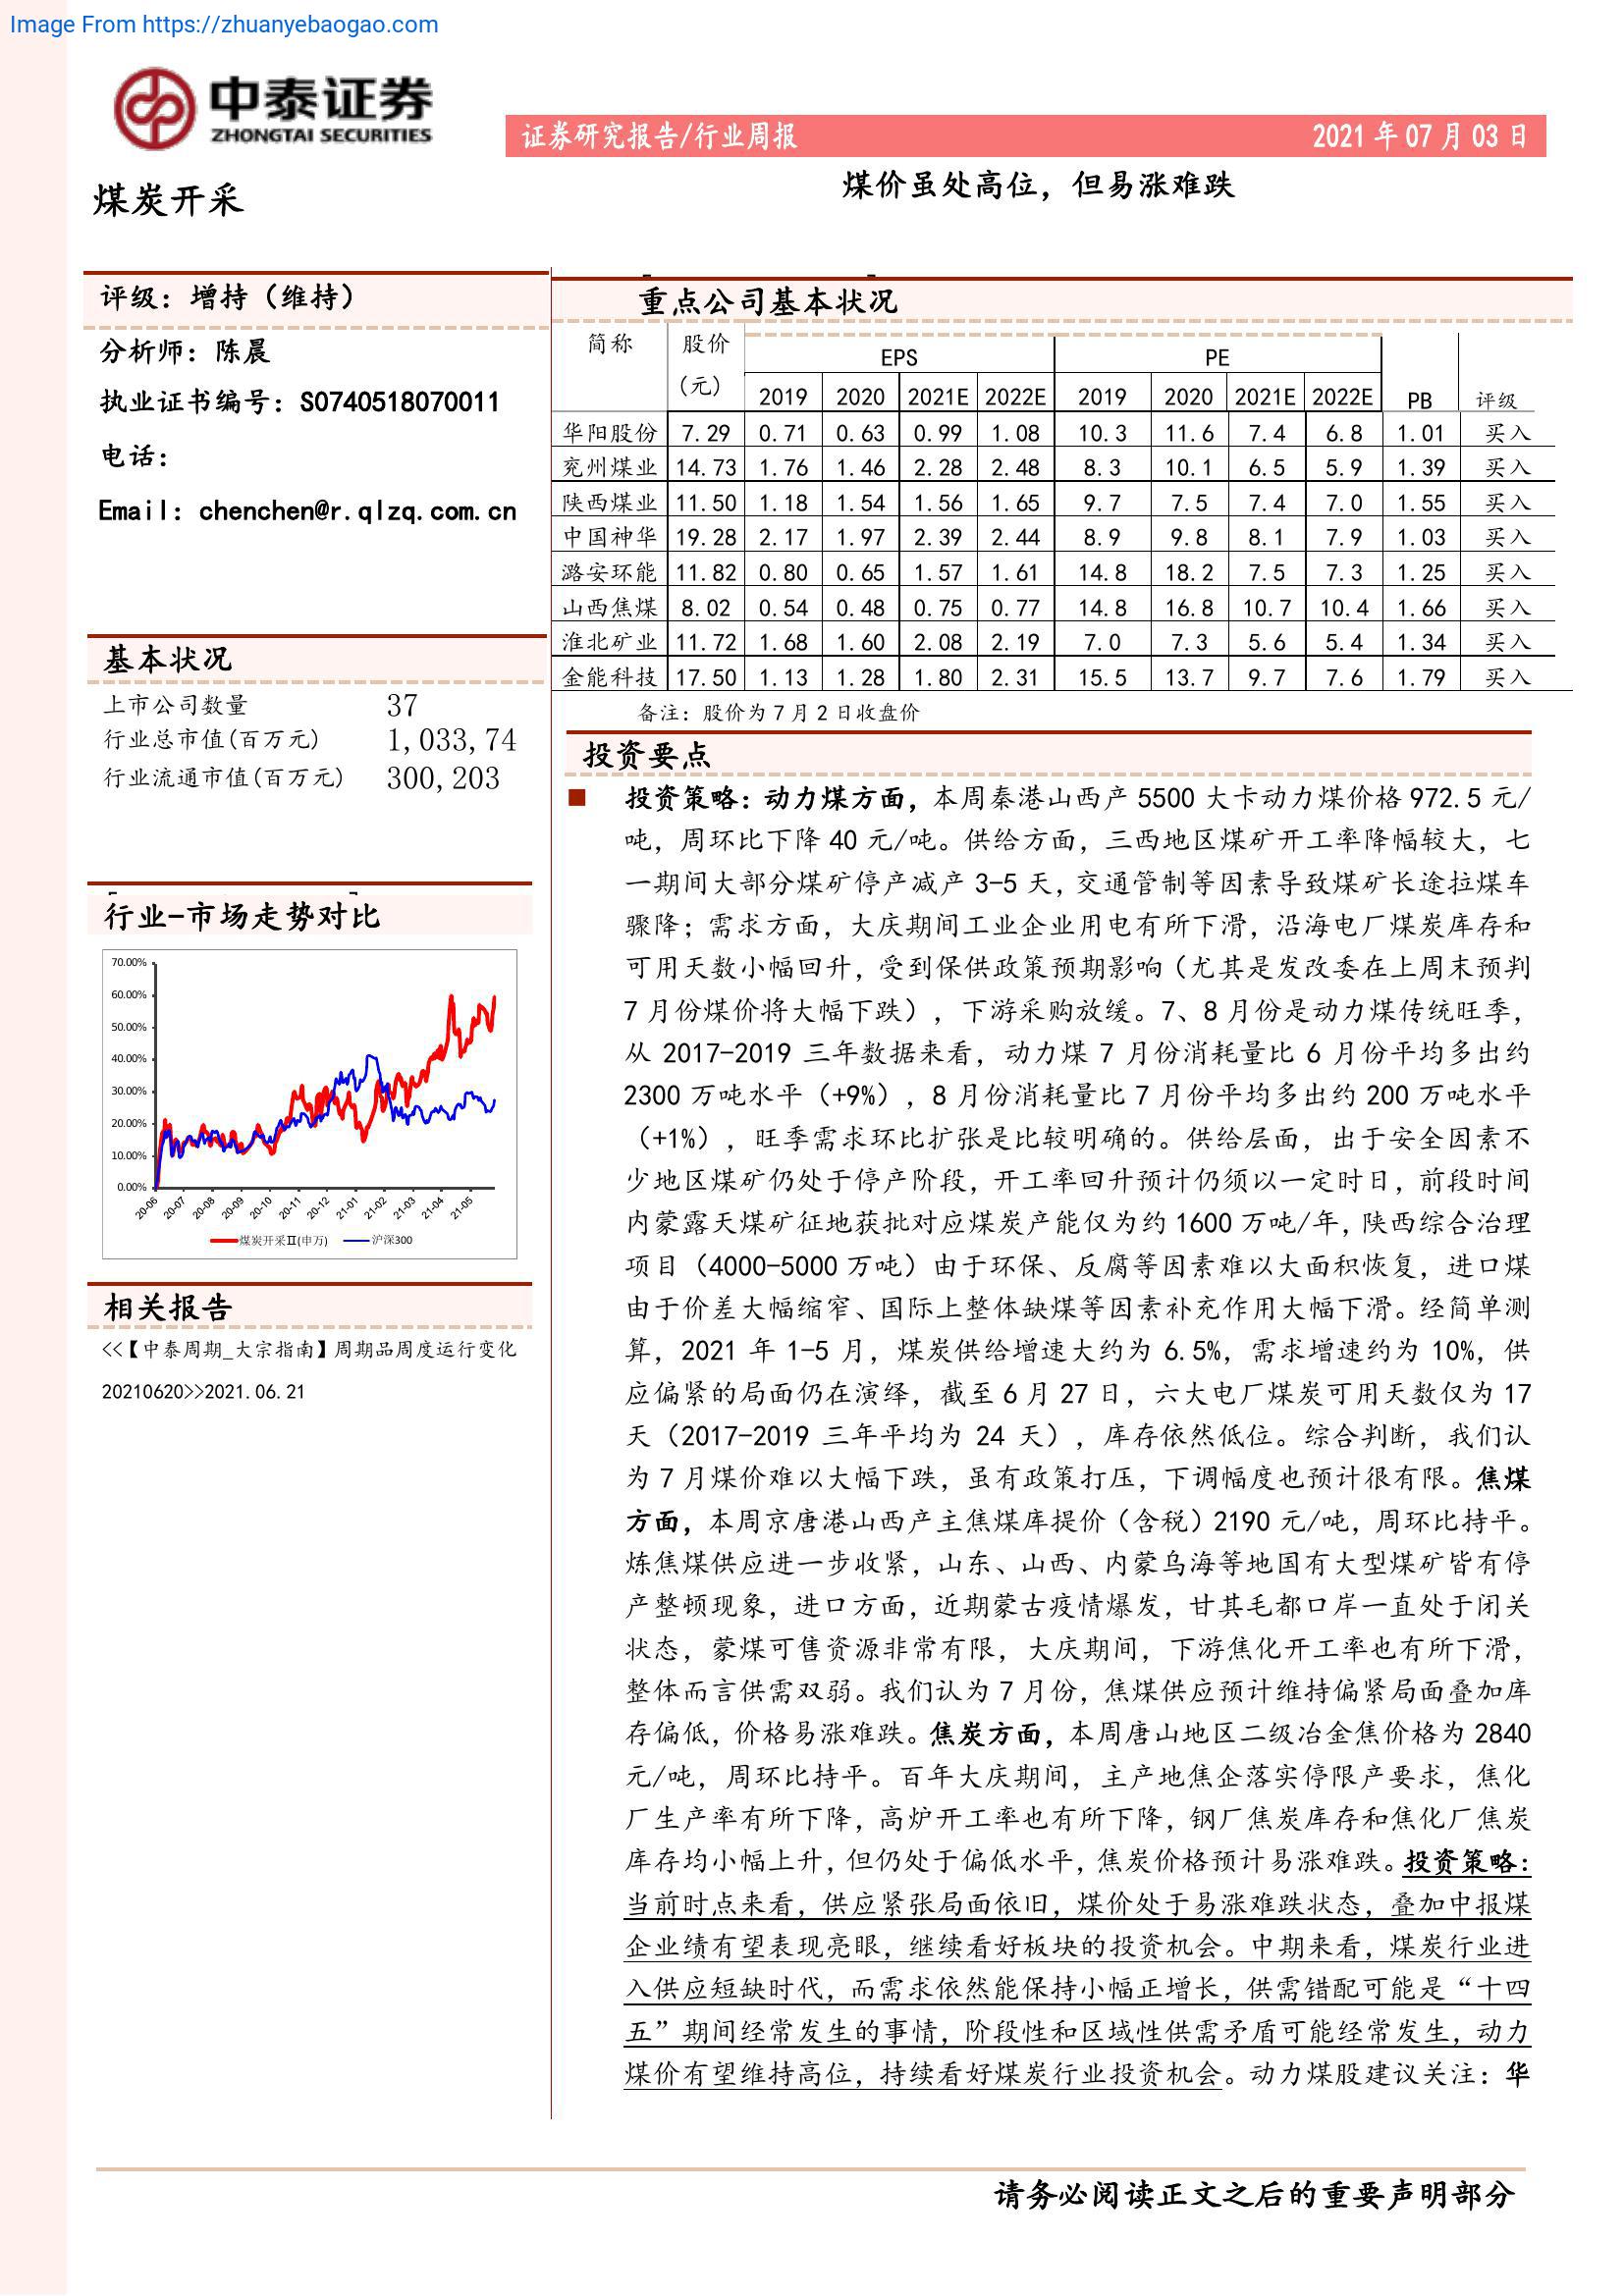 Image From https://zhuanyebaogao.com
中泰证券
ZHONGTAI SECURITIES
证券研究报告/行业周报 2021 年 07 月 03 日
煤炭开采
煤价虽处高位，但易涨难跌
评级：增持（维持）
分析师：陈晨
执业证书编号：S0740518070011
电话：
Email：chenchen@r.qlzq.com.cn
基本状况
上市公司数量 37
行业总市值(百万元) 1,033,74
行业流通市值(百万元) 300,203
行业-市场走势对比
70.00%
60.00%
50.00%
40.00%
30.00%
20.00%
10.00%
0.00%
20-06 20-07 20-08 20-09 20-10 20-11 20-12 21-01 21-02 21-03 21-04 21-05
煤炭开采Ⅱ(申万) 沪深300
相关报告
<<【中泰周期_大宗指南】周期品周度运行变化
20210620>>2021.06.21
重点公司基本状况
简称 股价 EPS PE
(元) 2019 2020 2021E 2022E 2019 2020 2021E 2022E PB 评级
华阳股份 7.29 0.71 0.63 0.99 1.08 10.3 11.6 7.4 6.8 1.01 买入
兖州煤业 14.73 1.76 1.46 2.28 2.48 8.3 10.1 6.5 5.9 1.39 买入
陕西煤业 11.50 1.18 1.54 1.56 1.65 9.7 7.5 7.4 7.0 1.55 买入
中国神华 19.28 2.17 1.97 2.39 2.44 8.9 9.8 8.1 7.9 1.03 买入
潞安环能 11.82 0.80 0.65 1.57 1.61 14.8 18.2 7.5 7.3 1.25 买入
山西焦煤 8.02 0.54 0.48 0.75 0.77 14.8 16.8 10.7 10.4 1.66 买入
淮北矿业 11.72 1.68 1.60 2.08 2.19 7.0 7.3 5.6 5.4 1.34 买入
金能科技 17.50 1.13 1.28 1.80 2.31 15.5 13.7 9.7 7.6 1.79 买入
备注：股价为 7 月 2 日收盘价
投资要点
■ 投资策略：动力煤方面，本周秦港山西产 5500 大卡动力煤价格 972.5 元/
吨，周环比下降 40 元/吨。供给方面，三西地区煤矿开工率降幅较大，七
一期间大部分煤矿停产减产 3-5 天，交通管制等因素导致煤矿长途拉煤车
骤降；需求方面，大庆期间工业企业用电有所下滑，沿海电厂煤炭库存和
可用天数小幅回升，受到保供政策预期影响（尤其是发改委在上周末预判
7 月份煤价将大幅下跌），下游采购放缓。7、8 月份是动力煤传统旺季，
从 2017-2019 三年数据来看，动力煤 7 月份消耗量比 6 月份平均多出约
2300 万吨水平（+9%），8 月份消耗量比 7 月份平均多出约 200 万吨水平
（+1%），旺季需求环比扩张是比较明确的。供给层面，出于安全因素不
少地区煤矿仍处于停产阶段，开工率回升预计仍须以一定时日，前段时间
内蒙露天煤矿征地获批对应煤炭产能仅为约 1600 万吨/年，陕西综合治理
项目（4000-5000 万吨）由于环保、反腐等因素难以大面积恢复，进口煤
由于价差大幅缩窄、国际上整体缺煤等因素补充作用大幅下滑。经简单测
算，2021 年 1-5 月，煤炭供给增速大约为 6.5%，需求增速约为 10%，供
应偏紧的局面仍在演绎，截至 6 月 27 日，六大电厂煤炭可用天数仅为 17
天（2017-2019 三年平均为 24 天），库存依然低位。综合判断，我们认
为 7 月煤价难以大幅下跌，虽有政策打压，下调幅度也预计很有限。焦煤
方面，本周京唐港山西产主焦煤库提价（含税）2190 元/吨，周环比持平。
炼焦煤供应进一步收紧，山东、山西、内蒙乌海等地国有大型煤矿皆有停
产整顿现象，进口方面，近期蒙古疫情爆发，甘其毛都口岸一直处于闭关
状态，蒙煤可售资源非常有限，大庆期间，下游焦化开工率也有所下滑，
整体而言供需双弱。我们认为 7 月份，焦煤供应预计维持偏紧局面叠加库
存偏低，价格易涨难跌。焦炭方面，本周唐山地区二级冶金焦价格为 2840
元/吨，周环比持平。百年大庆期间，主产地焦企落实停限产要求，焦化
厂生产率有所下降，高炉开工率也有所下降，钢厂焦炭库存和焦化厂焦炭
库存均小幅上升，但仍处于偏低水平，焦炭价格预计易涨难跌。投资策略：
当前时点来看，供应紧张局面依旧，煤价处于易涨难跌状态，叠加中报煤
企业绩有望表现亮眼，继续看好板块的投资机会。中期来看，煤炭行业进
入供应短缺时代，而需求依然能保持小幅正增长，供需错配可能是“十四
五”期间经常发生的事情，阶段性和区域性供需矛盾可能经常发生，动力
煤价有望维持高位，持续看好煤炭行业投资机会。动力煤股建议关注：华
请务必阅读正文之后的重要声明部分